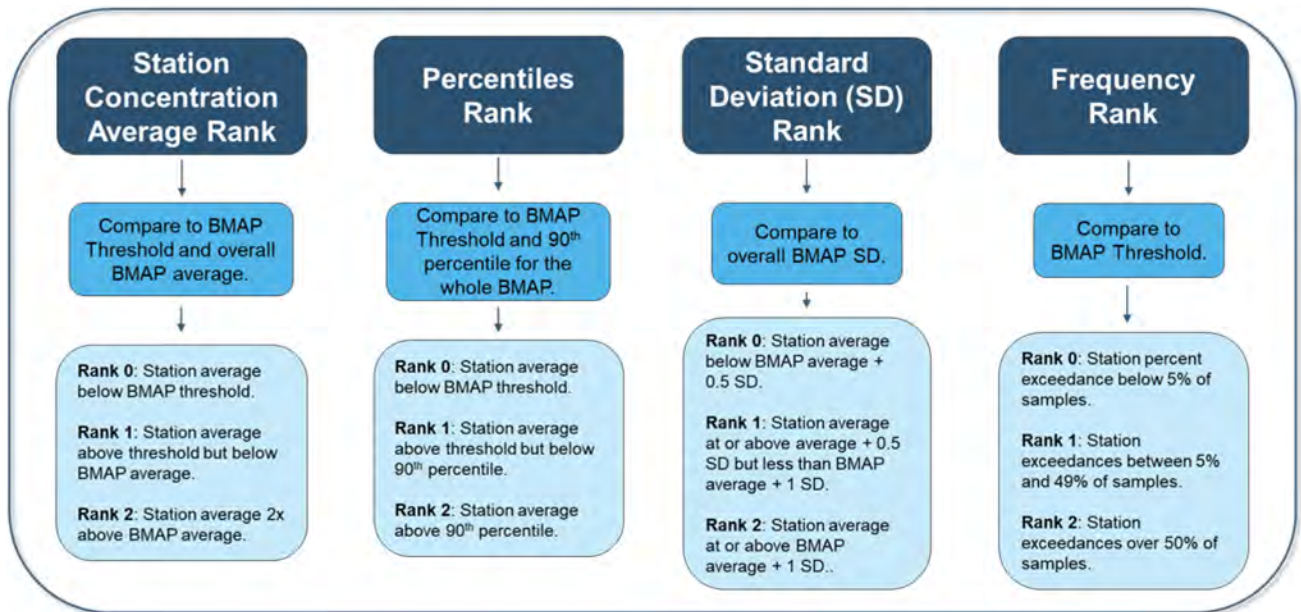 Station
Concentration
Average Rank
Compare to BMAP
Threshold and overall
BMAP average.
Rank 0: Station average
below BMAP threshold.
Rank 1: Station average
above threshold but below
BMAP average.
Rank 2: Station average 2x
above BMAP average.
Percentiles
Rank
Compare to BMAP
Threshold and 90th
percentile for the
whole BMAP.
Rank 0: Station average
below BMAP threshold.
Rank 1: Station average
above threshold but below
90th percentile.
Rank 2: Station average
above 90th percentile.
Standard
Deviation (SD)
Rank
Compare to
overall BMAP SD.
Rank 0: Station average
below BMAP average +
0.5 SD.
Rank 1: Station average
at or above average + 0.5
SD but less than BMAP
average + 1 SD.
Rank 2: Station average
at or above BMAP
average + 1 SD..
Frequency
Rank
Compare to
BMAP Threshold.
Rank 0: Station percent
exceedance below 5% of
samples.
Rank 1: Station
exceedances between 5%
and 49% of samples.
Rank 2: Station
exceedances over 50% of
samples.